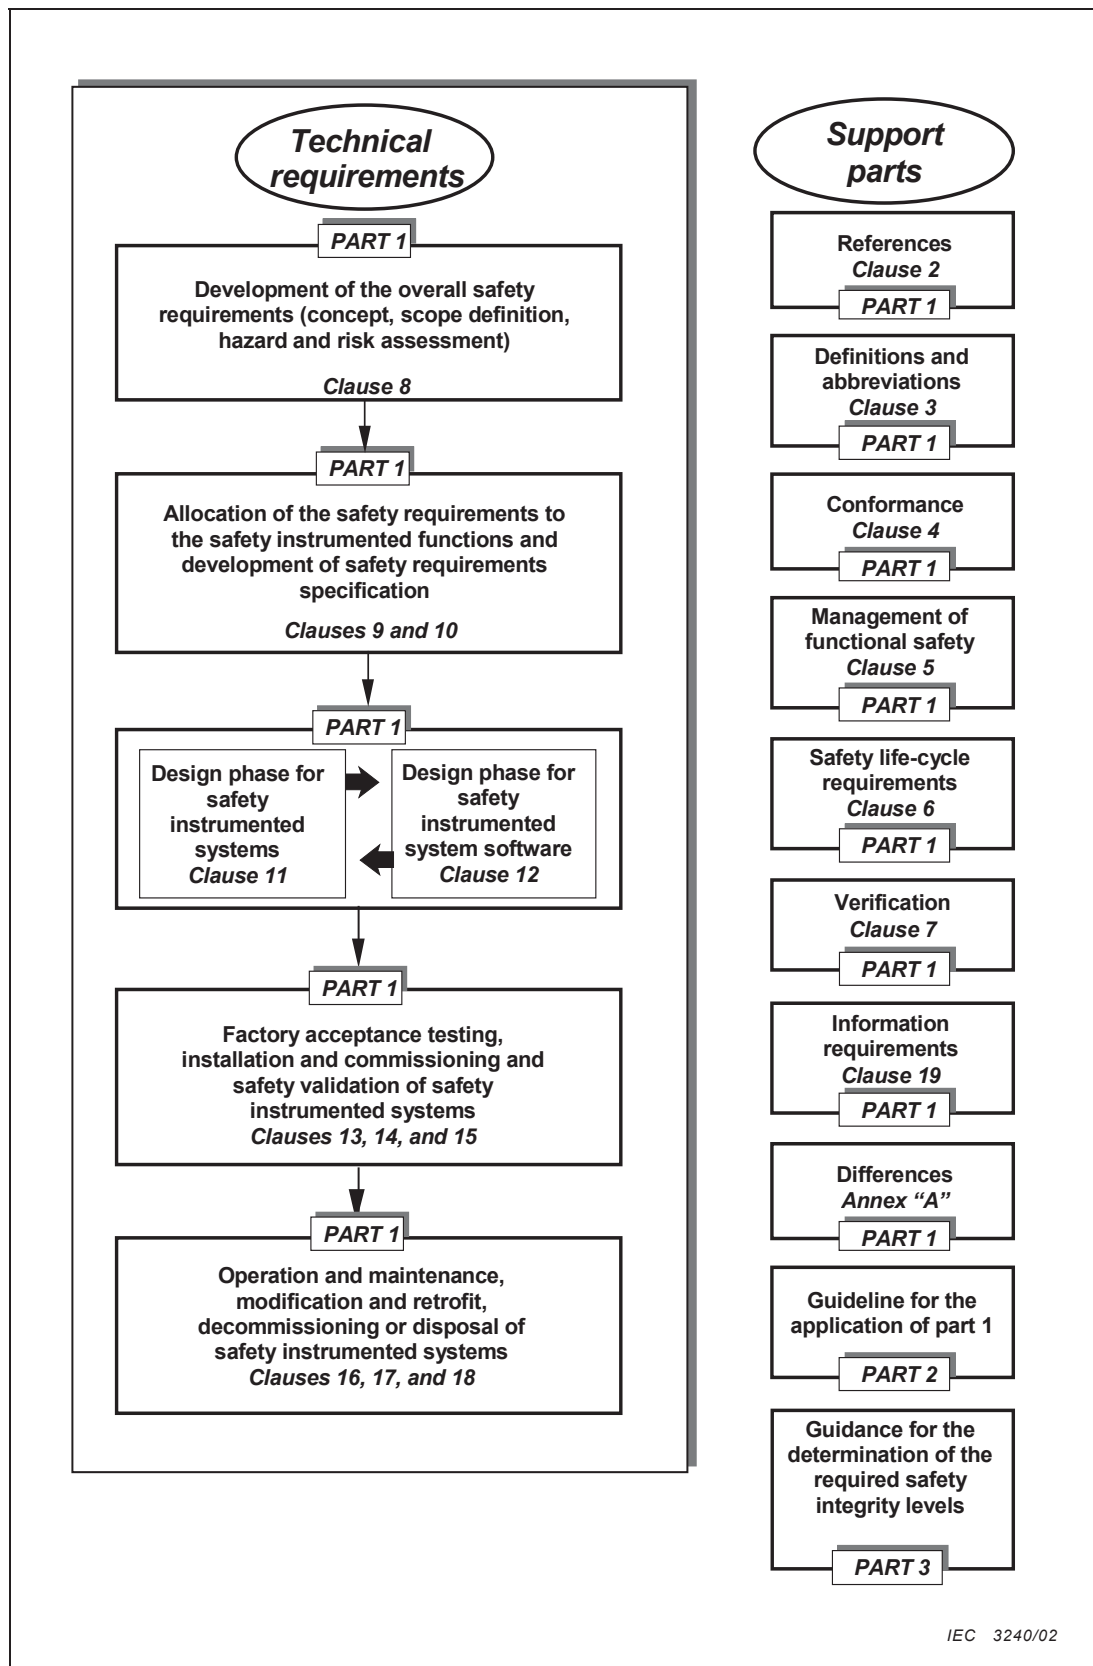 Technical
requirements
PART 1
Development of the overall safety
requirements (concept, scope definition,
hazard and risk assessment)
Clause 8
PART 1
Allocation of the safety requirements to
the safety instrumented functions and
development of safety requirements
specification
Clauses 9 and 10
PART 1
Design phase for
safety
instrumented
systems
Clause 11
Design phase for
safety
instrumented
system software
Clause 12
PART 1
Factory acceptance testing,
installation and commissioning and
safety validation of safety
instrumented systems
Clauses 13, 14, and 15
PART 1
Operation and maintenance,
modification and retrofit,
decommissioning or disposal of
safety instrumented systems
Clauses 16, 17, and 18
Support
parts
References
Clause 2
PART 1
Definitions and
abbreviations
Clause 3
PART 1
Conformance
Clause 4
PART 1
Management of
functional safety
Clause 5
PART 1
Safety life-cycle
requirements
Clause 6
PART 1
Verification
Clause 7
PART 1
Information
requirements
Clause 19
PART 1
Differences
Annex “A”
PART 1
Guideline for the
application of part 1
PART 2
Guidance for the
determination of the
required safety
integrity levels
PART 3
IEC 3240/02